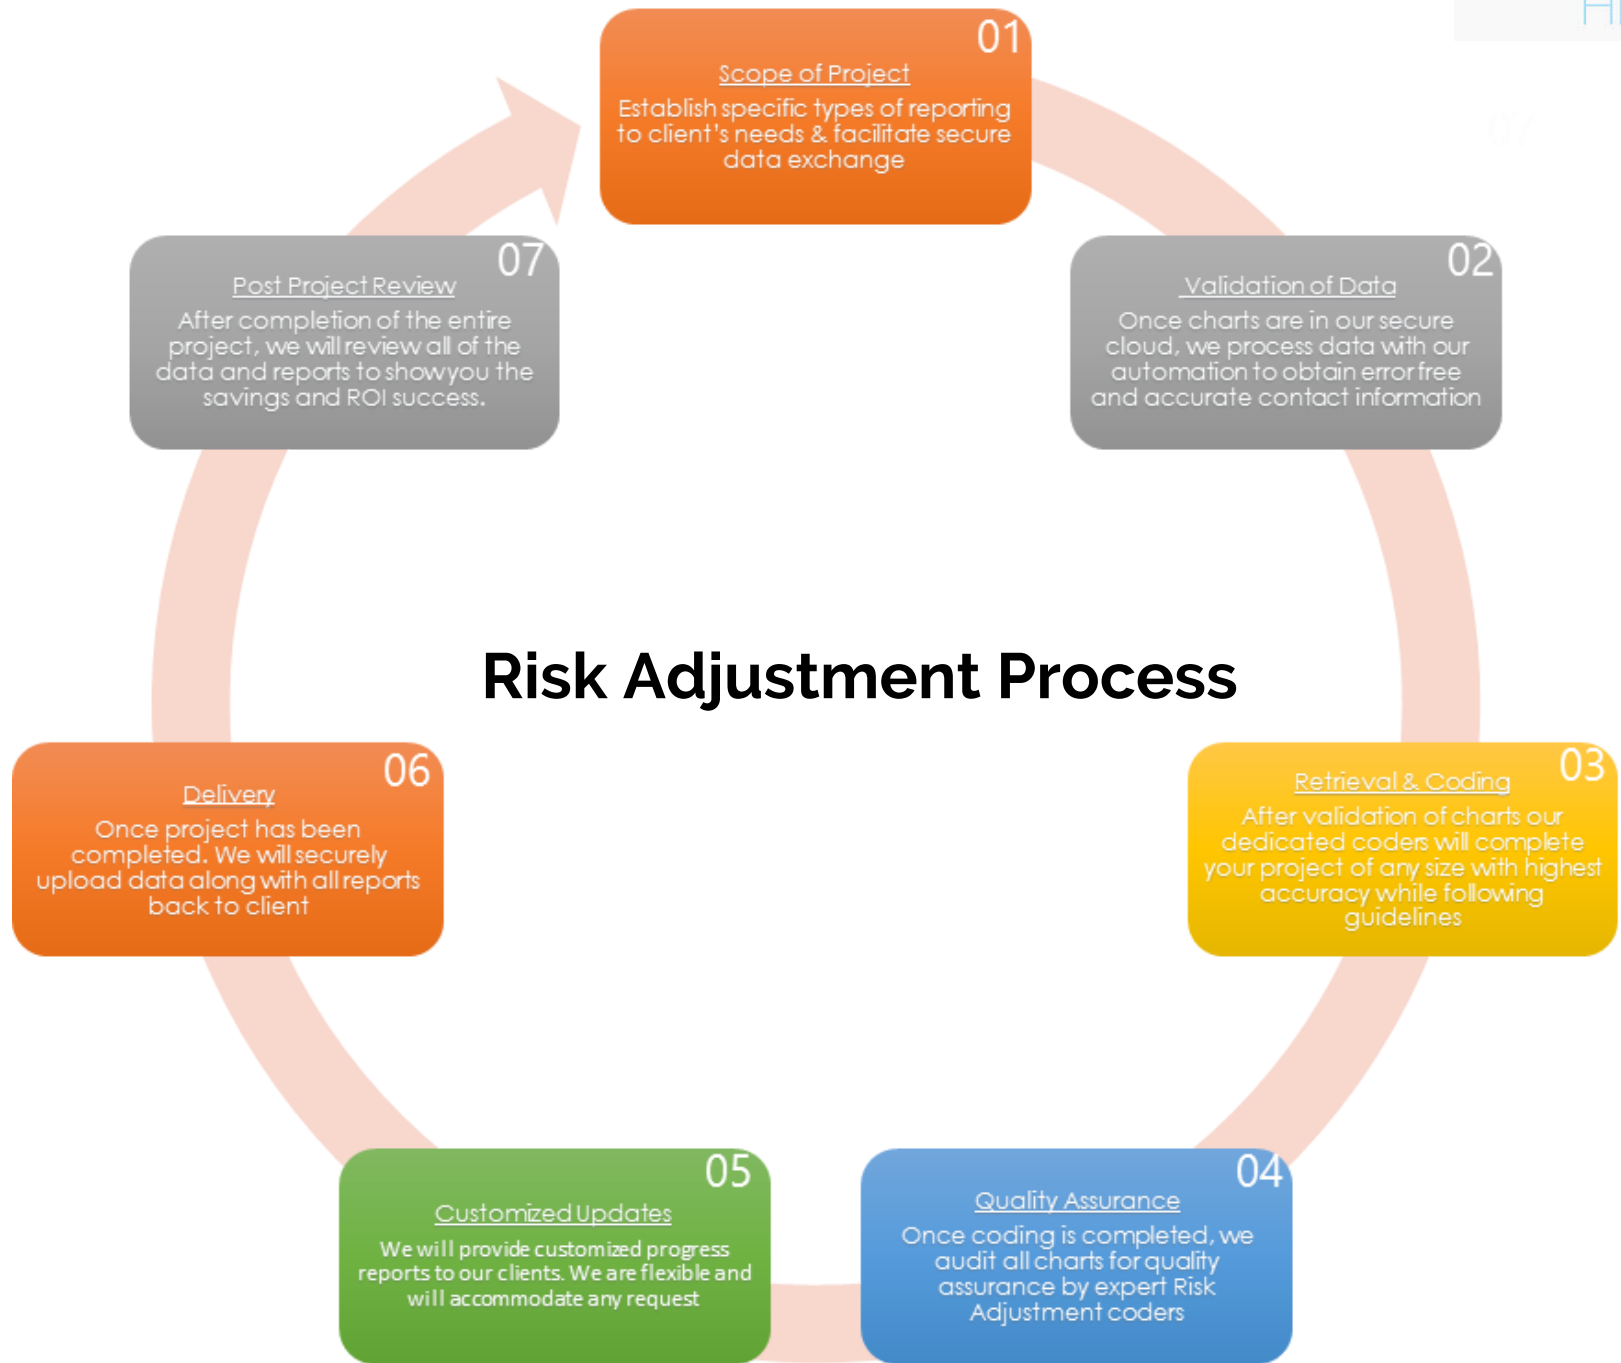 01
Scope of Project
Establish specific types of reporting
to client's needs & facilitate secure
data exchange
02
Validation of Data
Once charts are in our secure
cloud, we process data with our
automation to obtain error free
and accurate contact information
03
Retrieval & Coding
After validation of charts our
dedicated coders will complete
your project of any size with highest
accuracy while following
guidelines
04
Quality Assurance
Once coding is completed, we
audit all charts for quality
assurance by expert Risk
Adjustment coders
05
Customized Updates
We will provide customized progress
reports to our clients. We are flexible and
will accommodate any request
06
Delivery
Once project has been
completed. We will securely
upload data along with all reports
back to client
07
Post Project Review
After completion of the entire
project, we will review all of the
data and reports to show you the
savings and ROI success.
Risk Adjustment Process
07